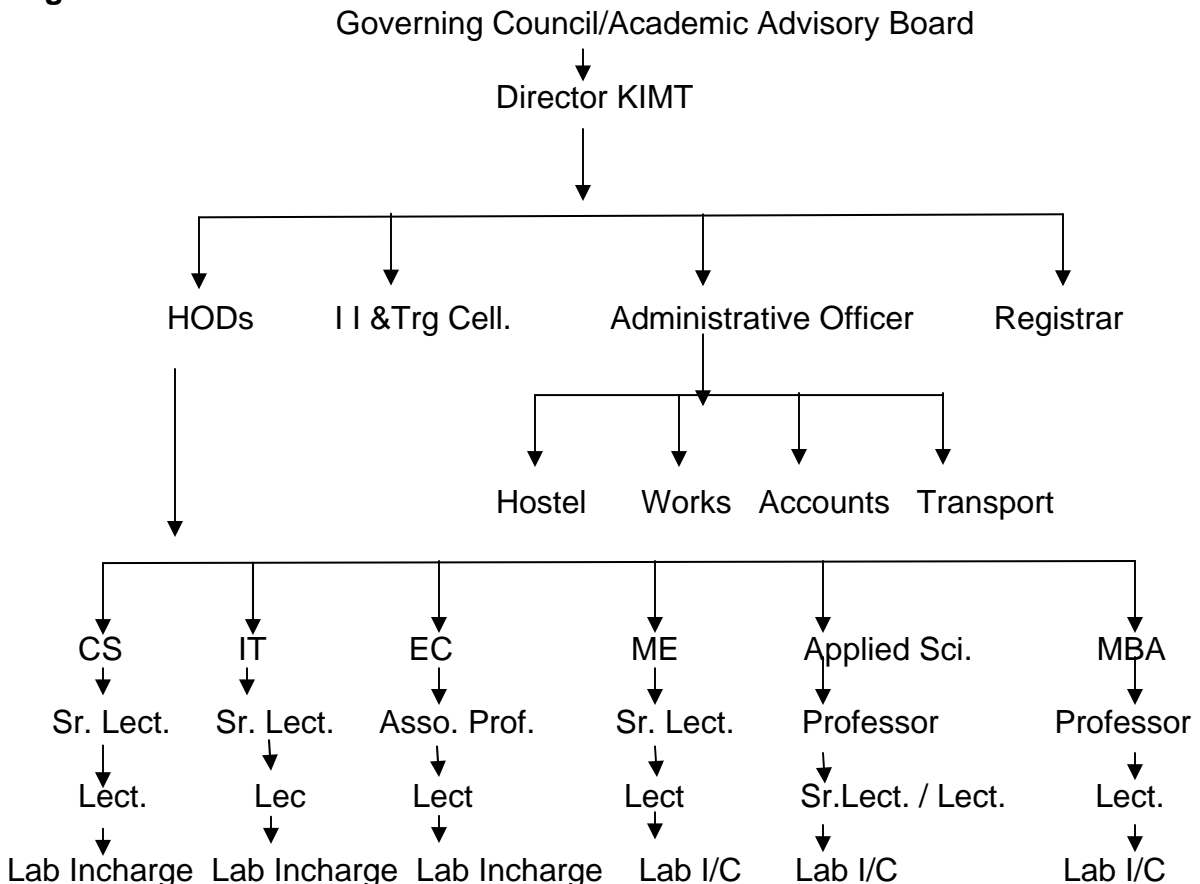 Governing Council/Academic Advisory Board
Director KIMT
HODs I I &Trg Cell. Administrative Officer Registrar
Hostel Works Accounts Transport
CS IT EC ME Applied Sci. MBA
Sr. Lect. Sr. Lect. Asso. Prof. Sr. Lect. Professor Professor
Lect. Lec Lect Lect Sr.Lect. / Lect. Lect.
Lab Incharge Lab Incharge Lab Incharge Lab I/C Lab I/C Lab I/C